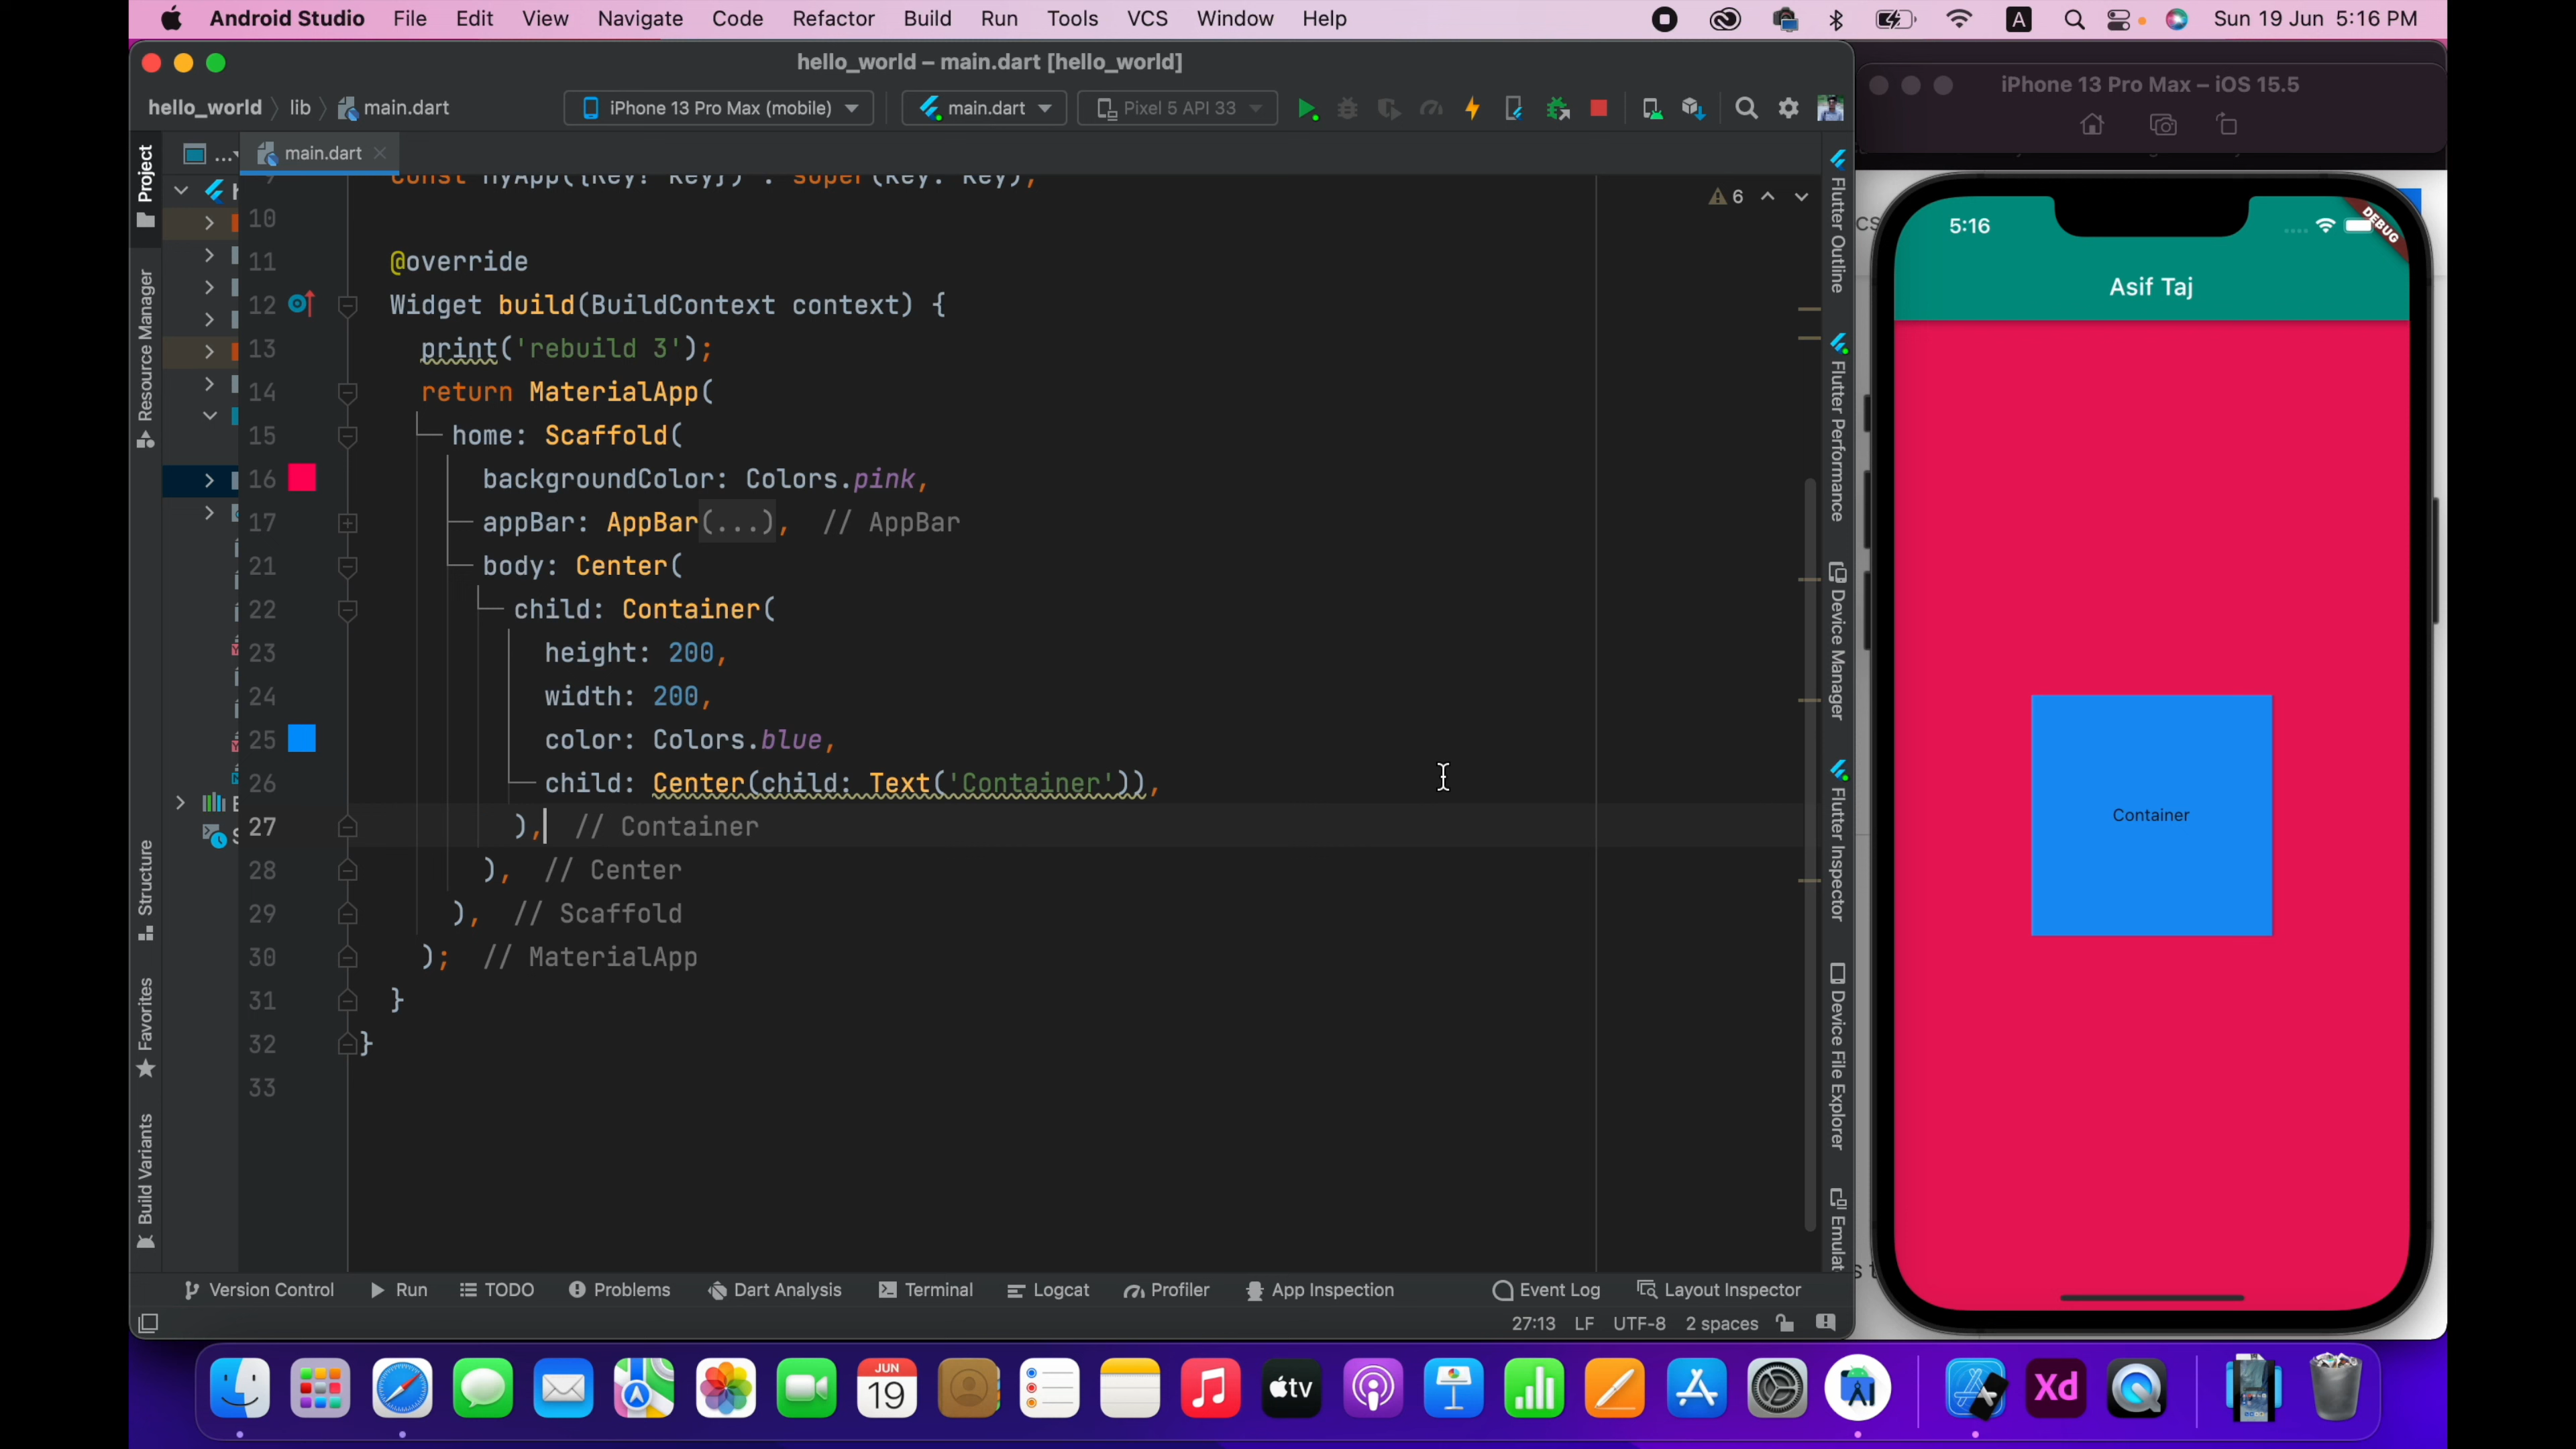 Android Studio File Edit View Navigate Code Refactor Build Run Tools VCS Window Help
A Sun 19 Jun 5:16 PM
hello_world – main.dart [hello_world]
hello_world lib main.dart
iPhone 13 Pro Max (mobile) main.dart Pixel 5 API 33
main.dart
6
10
11 @override
12 Widget build(BuildContext context) {
13 print('rebuild 3');
14 return MaterialApp(
15 home: Scaffold(
16 backgroundColor: Colors.pink,
17 appBar: AppBar(...), // AppBar
21 body: Center(
22 child: Container(
23 height: 200,
24 width: 200,
25 color: Colors.blue,
26 child: Center(child: Text('Container')),
27 ), // Container
28 ), // Center
29 ), // Scaffold
30 ); // MaterialApp
31 }
32 }
33
Project
Resource Manager
Structure
Favorites
Build Variants
Flutter Outline
Flutter Performance
Device Manager
Flutter Inspector
Device File Explorer
Emulat
Version Control Run TODO Problems Dart Analysis Terminal Logcat Profiler App Inspection Event Log Layout Inspector
27:13 LF UTF-8 2 spaces
iPhone 13 Pro Max – iOS 15.5
5:16
DEBUG
Asif Taj
Container
JUN
19
tv
Xd